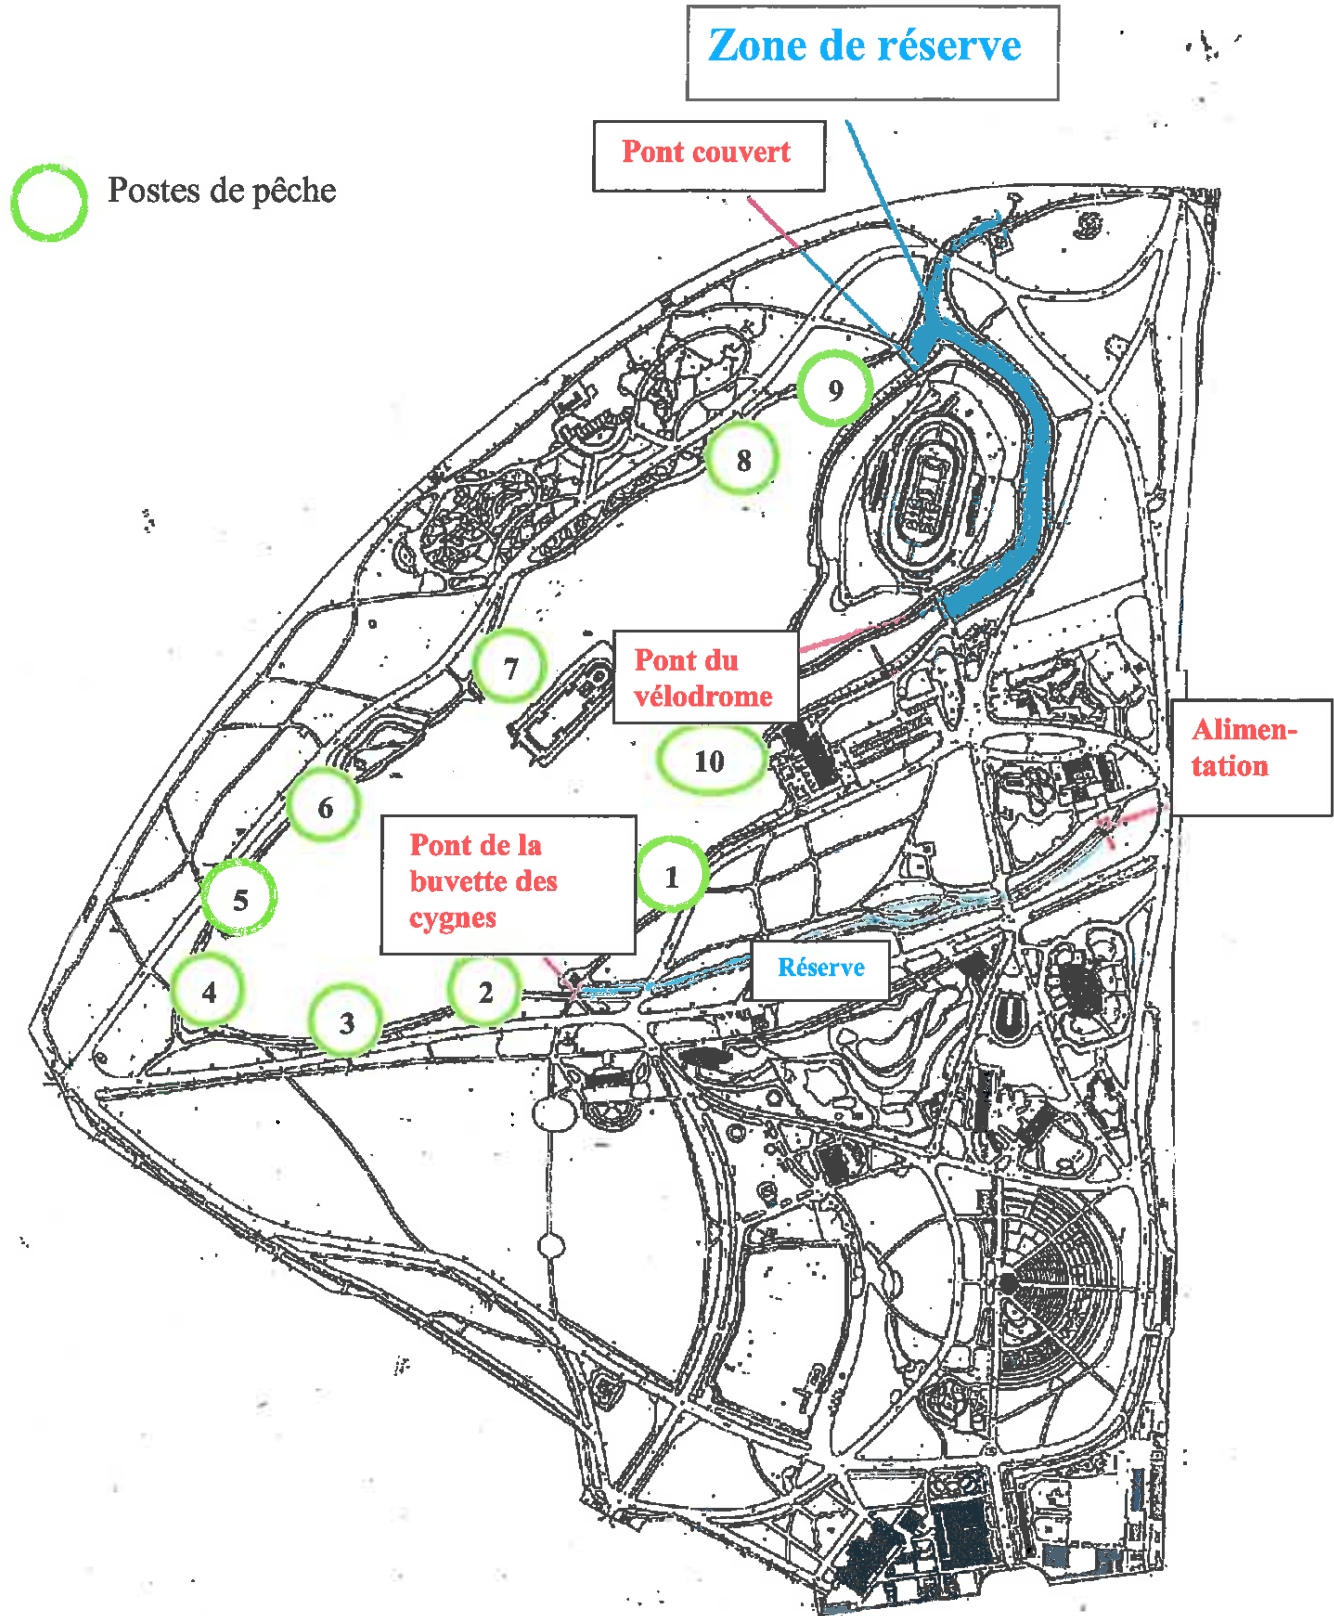 Zone de réserve
Pont couvert
Postes de pêche
9
8
7
Pont du
vélodrome
10
Alimen-
tation
6
Pont de la
buvette des
cygnes
1
5
Réserve
4
2
3